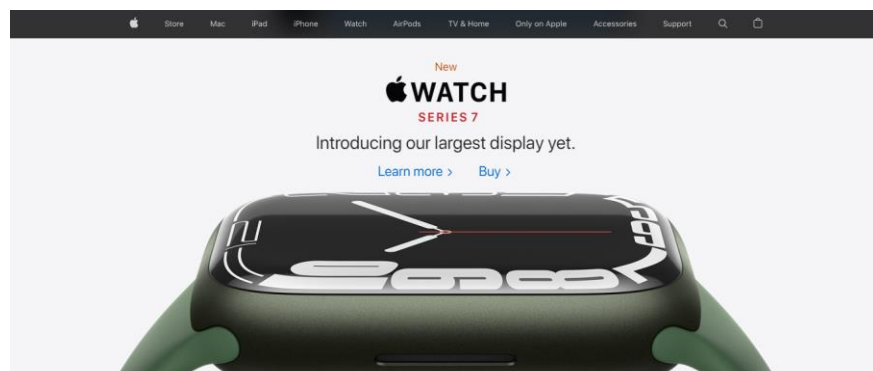 Store Mac iPad iPhone Watch AirPods TV & Home Only on Apple Accessories Support
New
WATCH
SERIES 7
Introducing our largest display yet.
Learn more >
Buy >